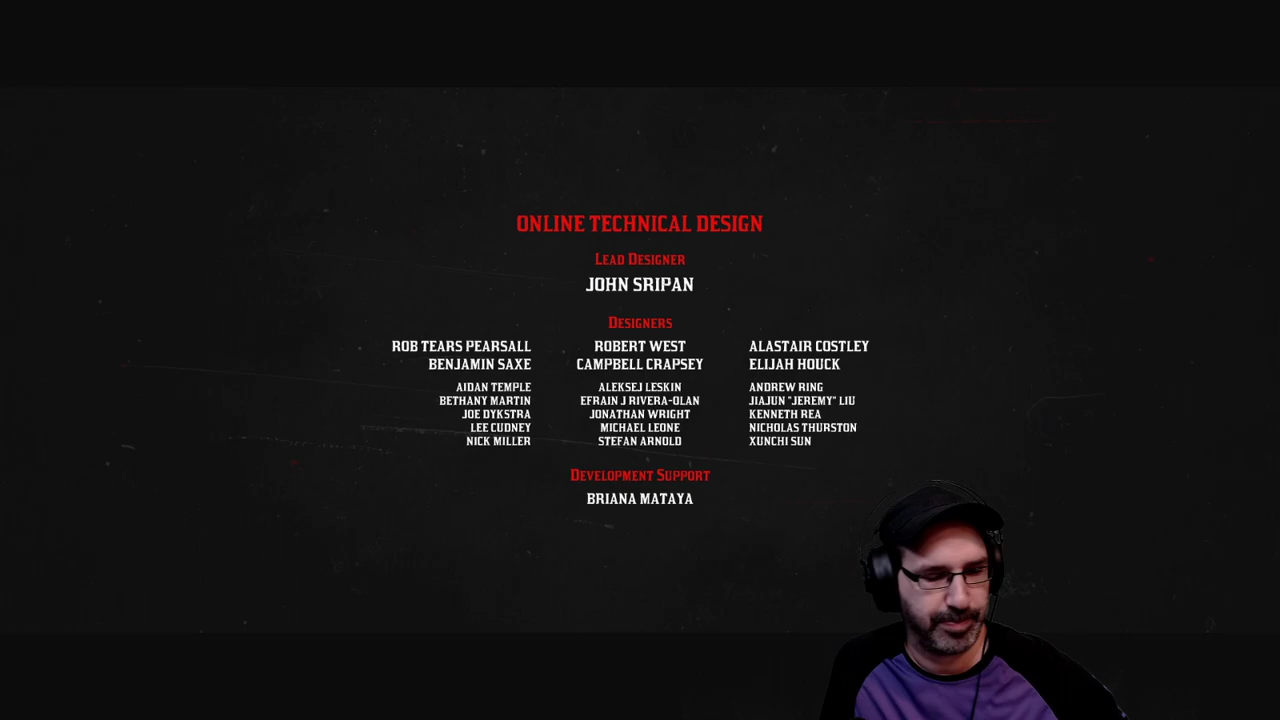 ONLINE TECHNICAL DESIGN
LEAD DESIGNER
JOHN SRIPAN
DESIGNERS
ROB TEARS PEARSALL ROBERT WEST ALASTAIR COSTLEY
BENJAMIN SAXE CAMPBELL CRAPSEY ELIJAH HOUCK
AIDAN TEMPLE ALEKSEJ LESKIN ANDREW RING
BETHANY MARTIN EFRAIN J RIVERA-OLAN JIAJUN "JEREMY" LIU
JOE DYKSTRA JONATHAN WRIGHT KENNETH REA
LEE CUDNEY MICHAEL LEONE NICHOLAS THURSTON
NICK MILLER STEFAN ARNOLD XUNCHI SUN
DEVELOPMENT SUPPORT
BRIANA MATAYA